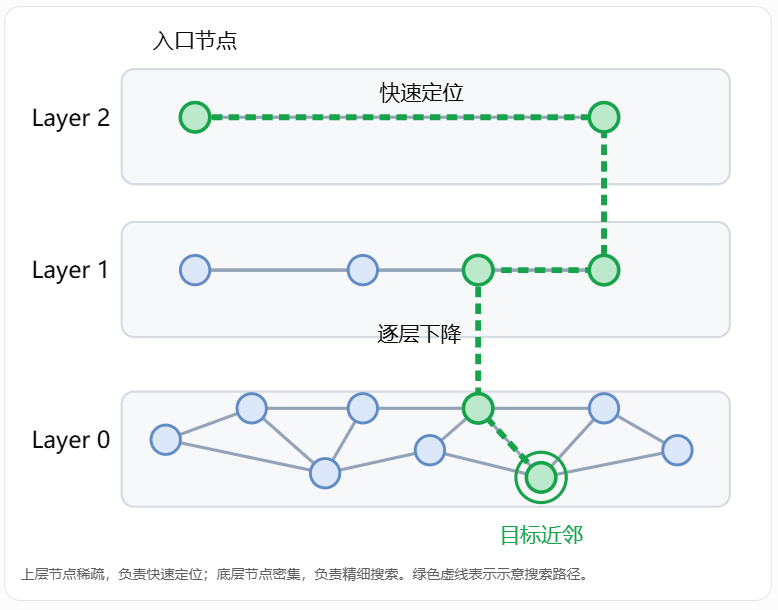 入口节点
快速定位
Layer 2
Layer 1
逐层下降
Layer 0
目标近邻
上层节点稀疏，负责快速定位；底层节点密集，负责精细搜索。绿色虚线表示示意搜索路径。